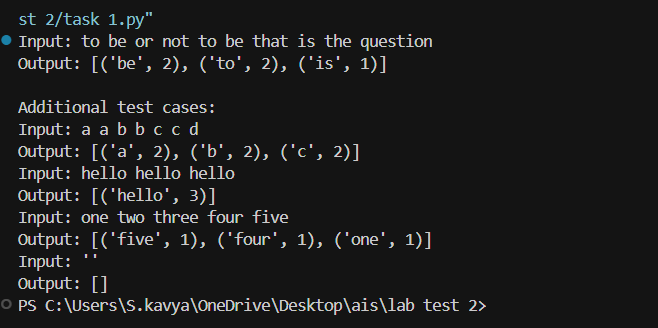 st 2/task 1.py"
Input: to be or not to be that is the question
Output: [('be', 2), ('to', 2), ('is', 1)]
Additional test cases:
Input: a a b b c c d
Output: [('a', 2), ('b', 2), ('c', 2)]
Input: hello hello hello
Output: [('hello', 3)]
Input: one two three four five
Output: [('five', 1), ('four', 1), ('one', 1)]
Input: ''
Output: []
PS C:\Users\S.kavya\OneDrive\Desktop\ais\lab test 2>